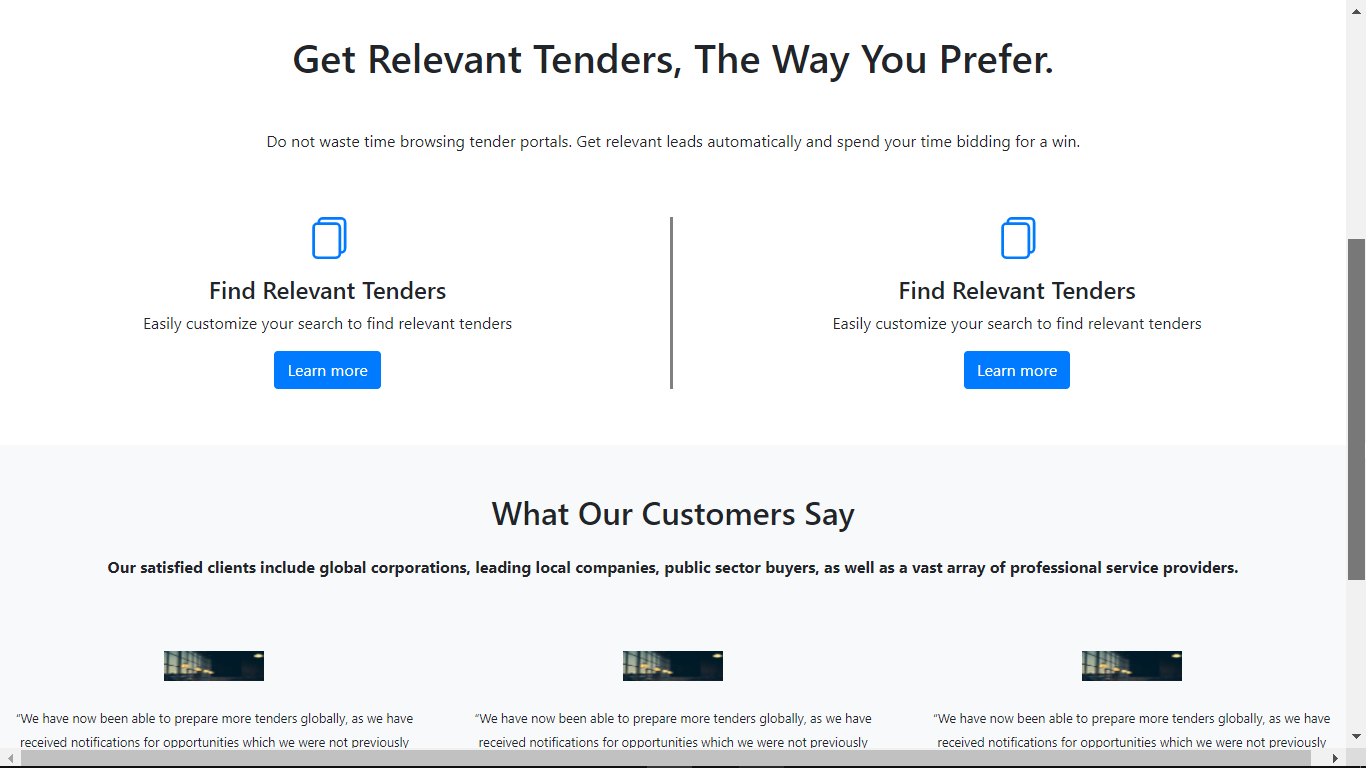 Get Relevant Tenders, The Way You Prefer.
Do not waste time browsing tender portals. Get relevant leads automatically and spend your time bidding for a win.
Find Relevant Tenders
Easily customize your search to find relevant tenders
Learn more
Find Relevant Tenders
Easily customize your search to find relevant tenders
Learn more
What Our Customers Say
Our satisfied clients include global corporations, leading local companies, public sector buyers, as well as a vast array of professional service providers.
“We have now been able to prepare more tenders globally, as we have
received notifications for opportunities which we were not previously
“We have now been able to prepare more tenders globally, as we have
received notifications for opportunities which we were not previously
“We have now been able to prepare more tenders globally, as we have
received notifications for opportunities which we were not previously